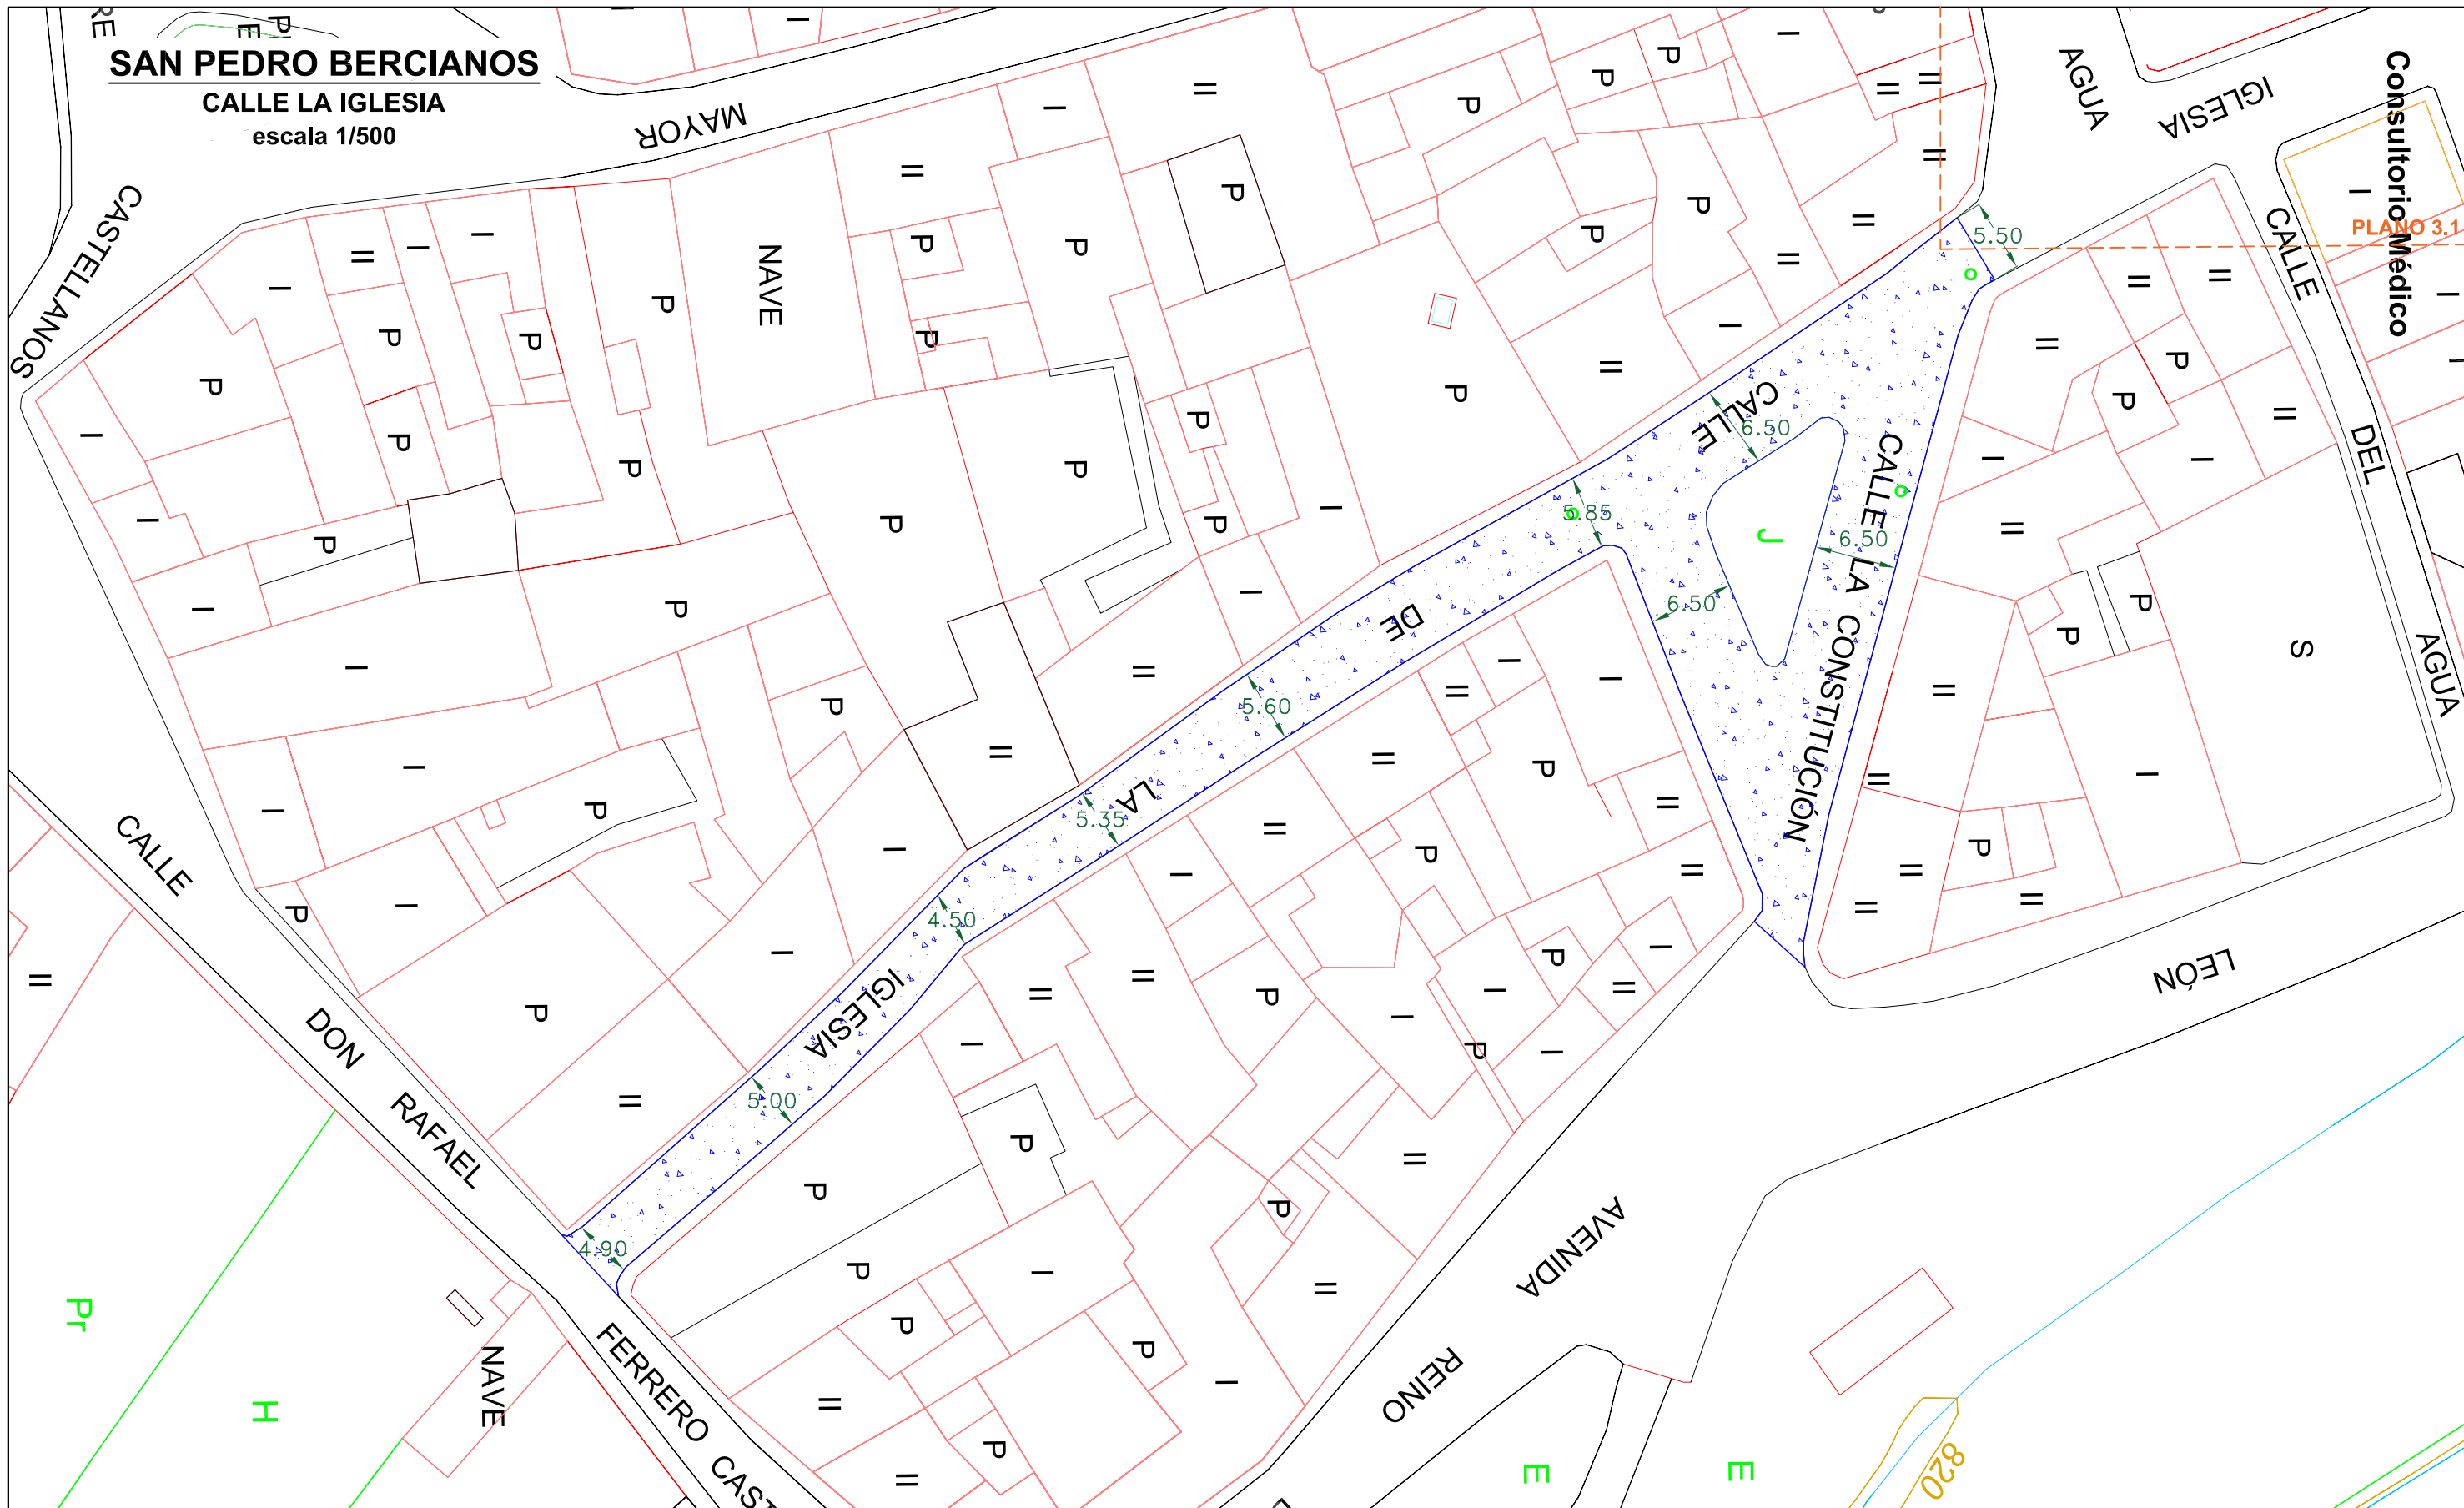 SAN PEDRO BERCIANOS
CALLE LA IGLESIA
escala 1/500
MAYOR
CASTELLANOS
NAVE
AGUA
IGLESIA
Consultorio Médico
PLANO 3.1
CALLE
DEL
AGUA
5.50
CALLE
6.50
5.85
J
6.50
6.50
CALLE LA CONSTITUCIÓN
DE
5.60
LA
5.35
4.50
IGLESIA
5.00
4.90
S
LEÓN
CALLE
DON
RAFAEL
FERRERO
AVENIDA
REINO
Pr
H
NAVE
E
E
820